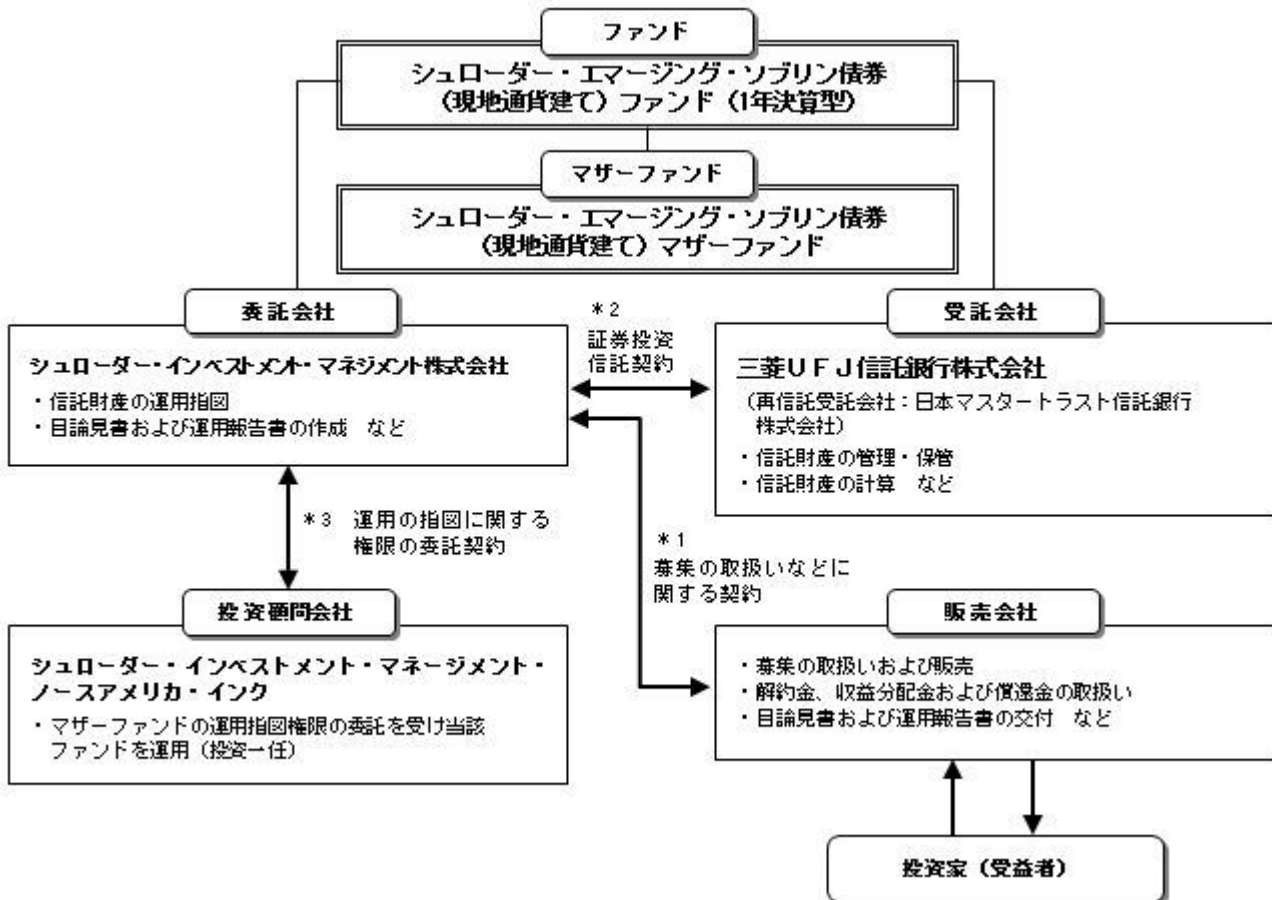 ファンド
シュローダー・エマージング・ソブリン債券
（現地通貨建て）ファンド（1年決算型）
マザーファンド
シュローダー・エマージング・ソブリン債券
（現地通貨建て）マザーファンド
委託会社
シュローダー・インベストメント・マネジメント株式会社
・信託財産の運用指図
・目論見書および運用報告書の作成　など
＊2
証券投資
信託契約
受託会社
三菱ＵＦＪ信託銀行株式会社
（再信託受託会社：日本マスタートラスト信託銀行
株式会社）
・信託財産の管理・保管
・信託財産の計算　など
＊3　運用の指図に関する
権限の委託契約
＊1
募集の取扱いなどに
関する契約
投資顧問会社
シュローダー・インベストメント・マネージメント・
ノースアメリカ・インク
・マザーファンドの運用指図権限の委託を受け当該
ファンドを運用（投資一任）
販売会社
・募集の取扱いおよび販売
・解約金、収益分配金および償還金の取扱い
・目論見書および運用報告書の交付　など
投資家（受益者）